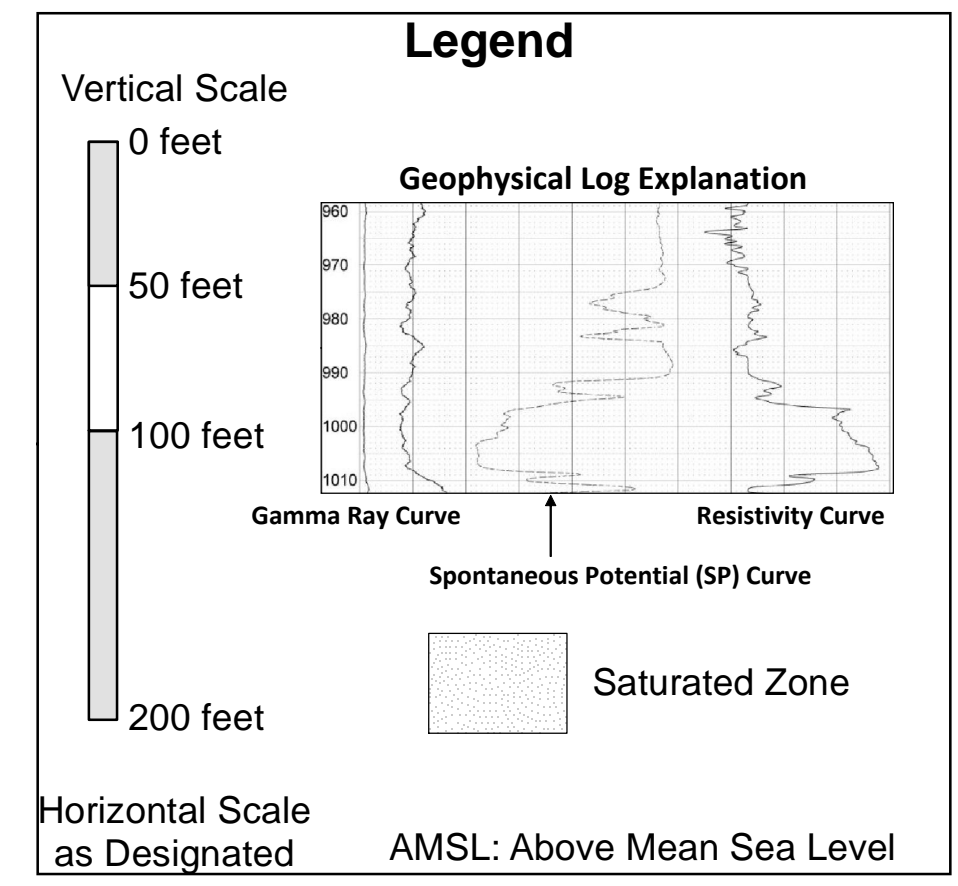 Legend
Vertical Scale
0 feet
50 feet
100 feet
200 feet
Geophysical Log Explanation
960
970
980
990
1000
1010
Gamma Ray Curve
Resistivity Curve
Spontaneous Potential (SP) Curve
Saturated Zone
Horizontal Scale
as Designated
AMSL: Above Mean Sea Level